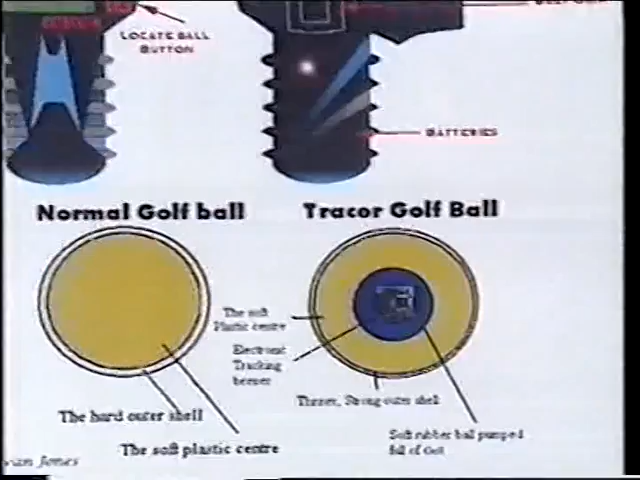 LOCATE BALL
BUTTON
BATTERIES
Normal Golf ball
Tracor Golf Ball
The soft
Plastic centre
Electronic
Tracking
beeper
The hard outer shell
Thinner, Strong outer shell
The soft plastic centre
Soft rubber ball pumped
full of
Jones